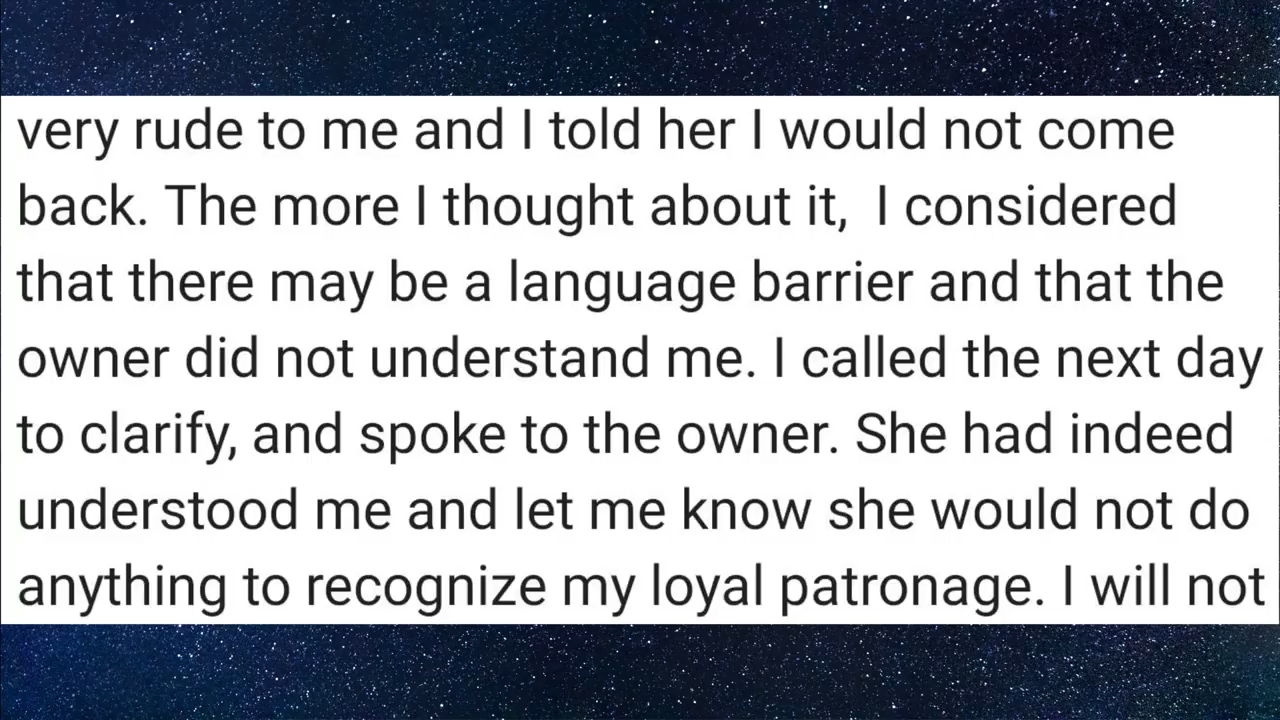 very rude to me and I told her I would not come
back. The more I thought about it,  I considered
that there may be a language barrier and that the
owner did not understand me. I called the next day
to clarify, and spoke to the owner. She had indeed
understood me and let me know she would not do
anything to recognize my loyal patronage. I will not